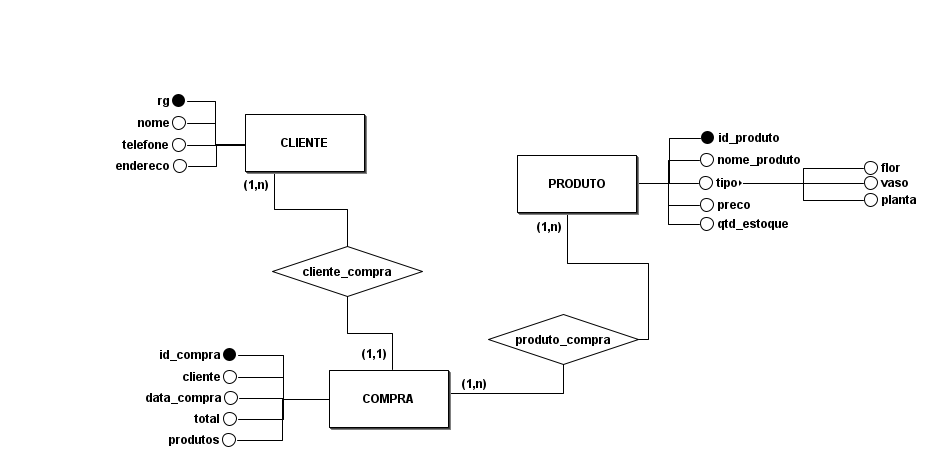 rg
nome
telefone
endereco
CLIENTE
(1,n)
cliente_compra
(1,1)
id_compra
cliente
data_compra
total
produtos
COMPRA
(1,n)
produto_compra
(1,n)
PRODUTO
id_produto
nome_produto
tipo
preco
qtd_estoque
flor
vaso
planta